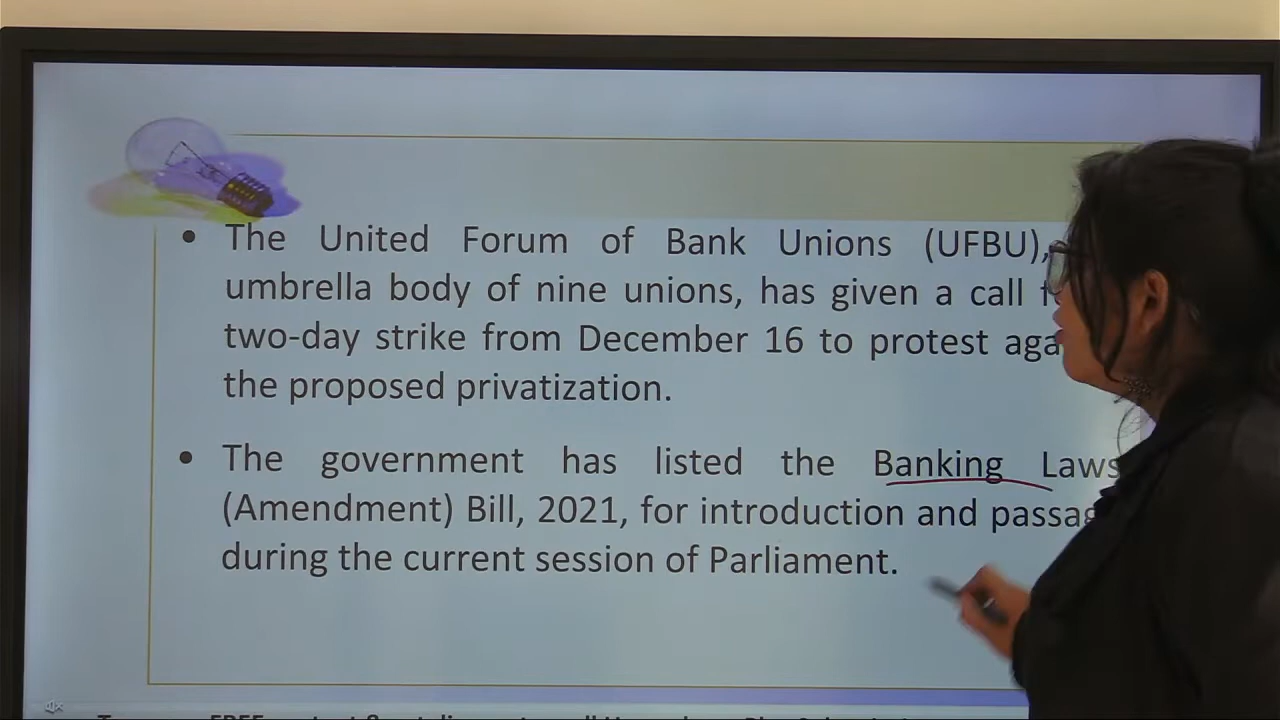 • The United Forum of Bank Unions (UFBU),
umbrella body of nine unions, has given a call
two-day strike from December 16 to protest
the proposed privatization.
• The government has listed the Banking Laws
(Amendment) Bill, 2021, for introduction and
during the current session of Parliament.